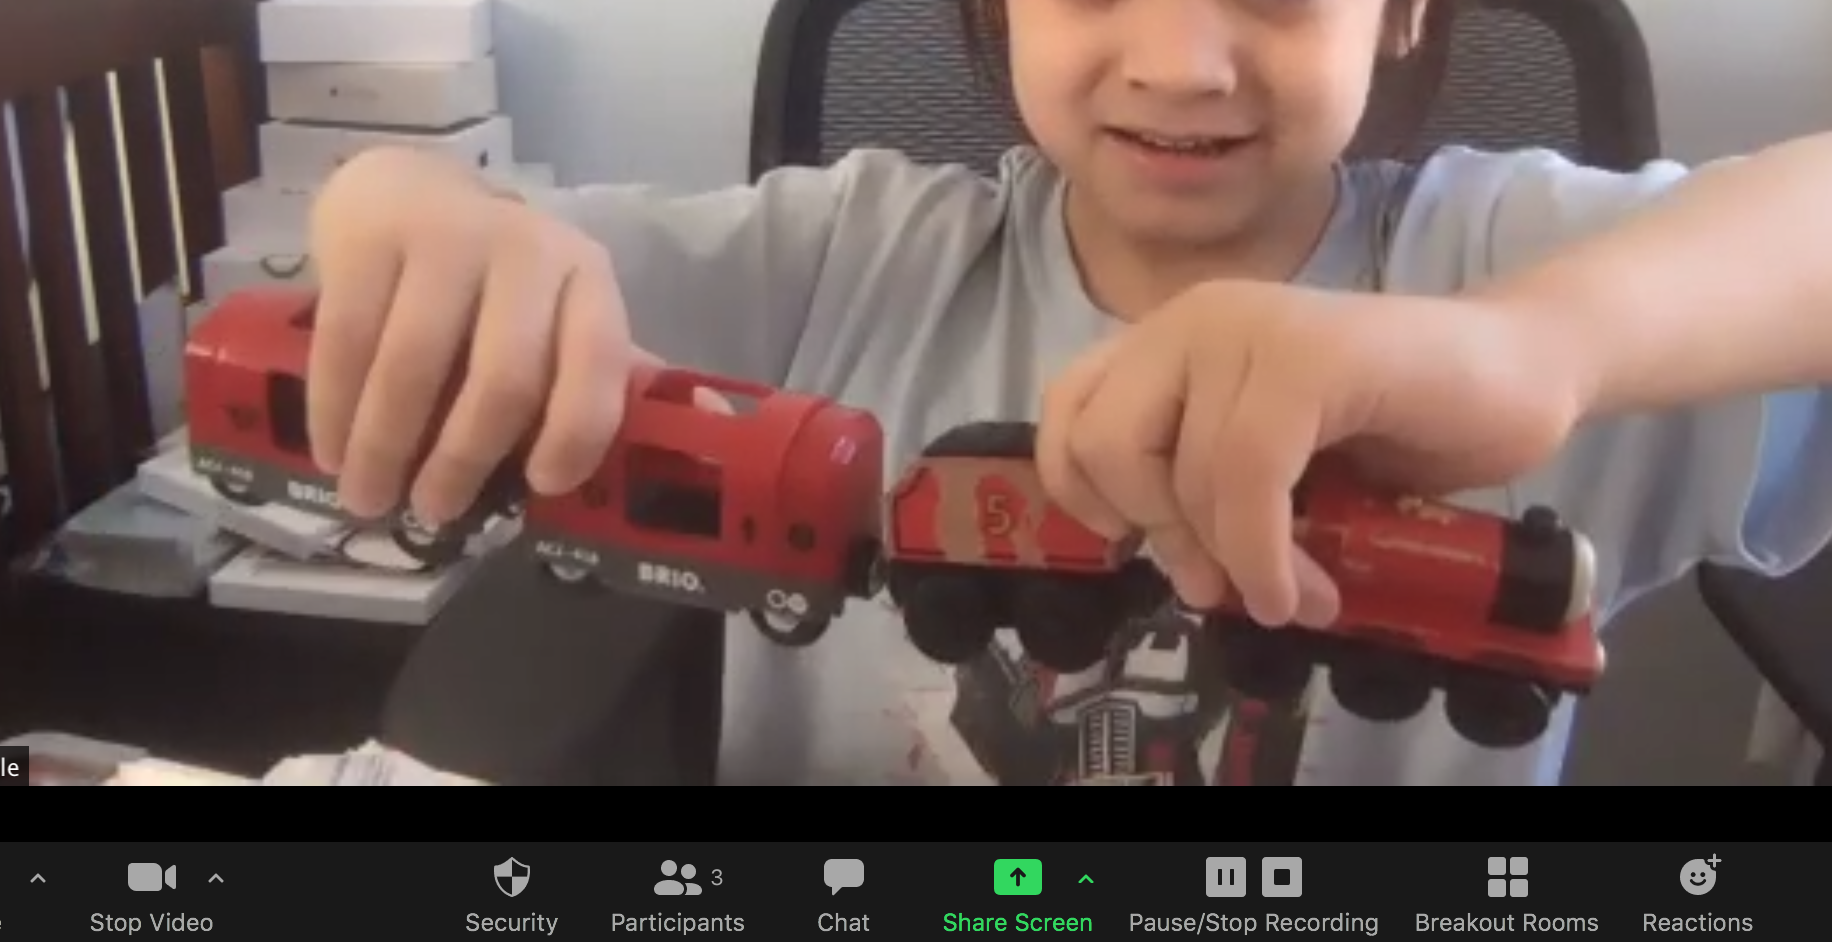 BRIO
5
BRIO.
le
3
Stop Video
Security
Participants
Chat
Share Screen
Pause/Stop Recording
Breakout Rooms
Reactions